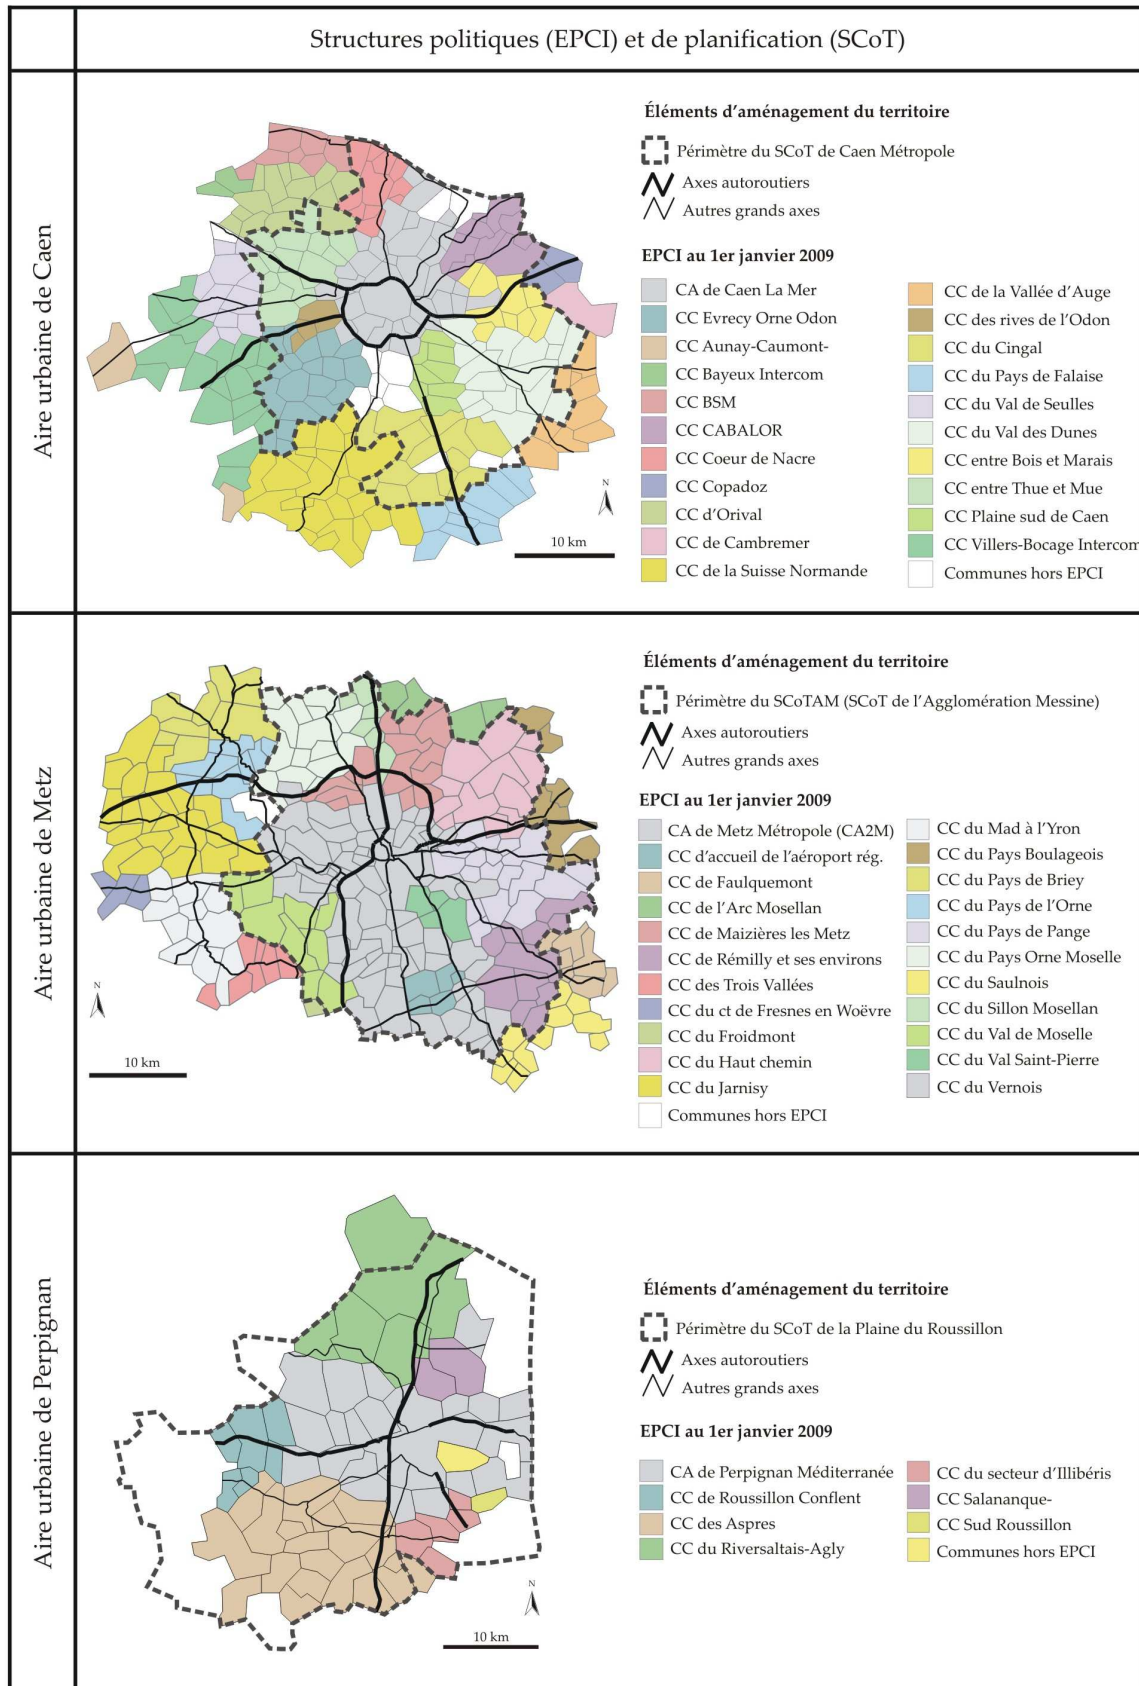 Structures politiques (EPCI) et de planification (SCoT)
Aire urbaine de Caen
Éléments d'aménagement du territoire
Périmètre du SCoT de Caen Métropole
Axes autoroutiers
Autres grands axes
EPCI au 1er janvier 2009
CA de Caen La Mer
CC Evrecy Orne Odon
CC Aunay-Caumont-
CC Bayeux Intercom
CC BSM
CC CABALOR
CC Coeur de Nacre
CC Copadoz
CC d'Orival
CC de Cambremer
CC de la Suisse Normande
CC de la Vallée d'Auge
CC des rives de l'Odon
CC du Cingal
CC du Pays de Falaise
CC du Val de Seulles
CC du Val des Dunes
CC entre Bois et Marais
CC entre Thue et Mue
CC Plaine sud de Caen
CC Villers-Bocage Intercom
Communes hors EPCI
N
10 km
Aire urbaine de Metz
Éléments d'aménagement du territoire
Périmètre du SCoTAM (SCoT de l'Agglomération Messine)
Axes autoroutiers
Autres grands axes
EPCI au 1er janvier 2009
CA de Metz Métropole (CA2M)
CC d'accueil de l'aéroport rég.
CC de Faulquemont
CC de l'Arc Mosellan
CC de Maizières les Metz
CC de Rémilly et ses environs
CC des Trois Vallées
CC du ct de Fresnes en Woëvre
CC du Froidmont
CC du Haut chemin
CC du Jarnisy
Communes hors EPCI
CC du Mad à l'Yron
CC du Pays Boulageois
CC du Pays de Briey
CC du Pays de l'Orne
CC du Pays de Pange
CC du Pays Orne Moselle
CC du Saulnois
CC du Sillon Mosellan
CC du Val de Moselle
CC du Val Saint-Pierre
CC du Vernois
N
10 km
Aire urbaine de Perpignan
Éléments d'aménagement du territoire
Périmètre du SCoT de la Plaine du Roussillon
Axes autoroutiers
Autres grands axes
EPCI au 1er janvier 2009
CA de Perpignan Méditerranée
CC de Roussillon Conflent
CC des Aspres
CC du Riversaltais-Agly
CC du secteur d'Illibéris
CC Salananque-
CC Sud Roussillon
Communes hors EPCI
N
10 km